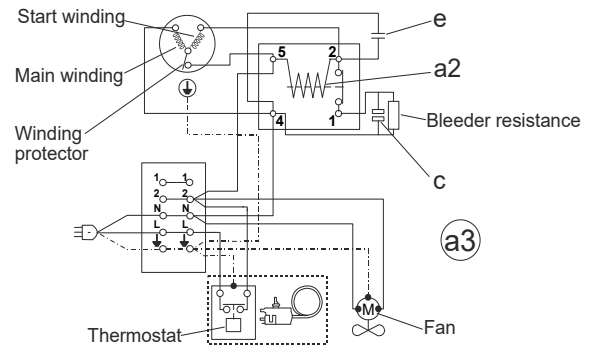 Start winding
Main winding
Winding
protector
5
2
4
1
e
a2
Bleeder resistance
c
a3
1
1
2
2
N
N
L
L
Thermostat
M
Fan